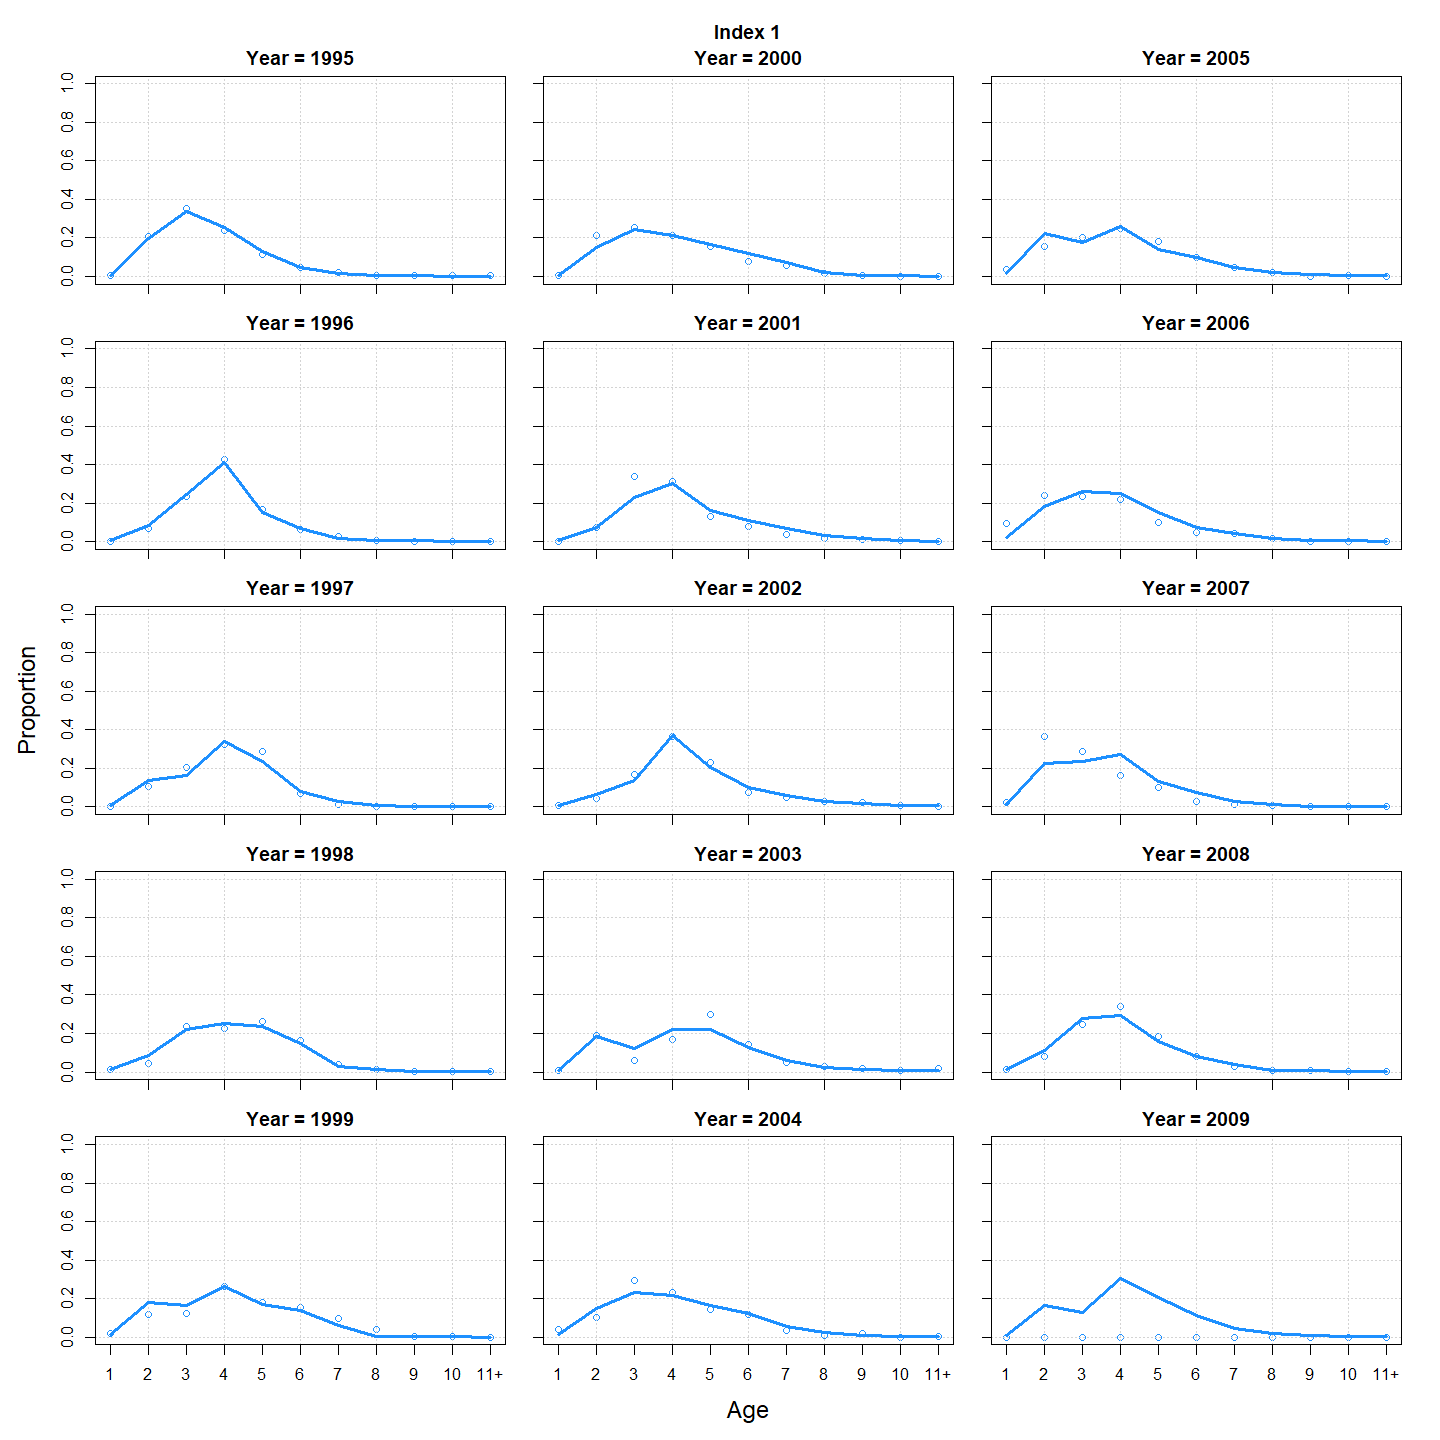 Index 1
Year = 1995 Year = 2000 Year = 2005
0.0 0.2 0.4 0.6 0.8 1.0
Year = 1996 Year = 2001 Year = 2006
0.0 0.2 0.4 0.6 0.8 1.0
Year = 1997 Year = 2002 Year = 2007
0.0 0.2 0.4 0.6 0.8 1.0
Proportion
Year = 1998 Year = 2003 Year = 2008
0.0 0.2 0.4 0.6 0.8 1.0
Year = 1999 Year = 2004 Year = 2009
0.0 0.2 0.4 0.6 0.8 1.0
1 2 3 4 5 6 7 8 9 10 11+ 1 2 3 4 5 6 7 8 9 10 11+ 1 2 3 4 5 6 7 8 9 10 11+
Age